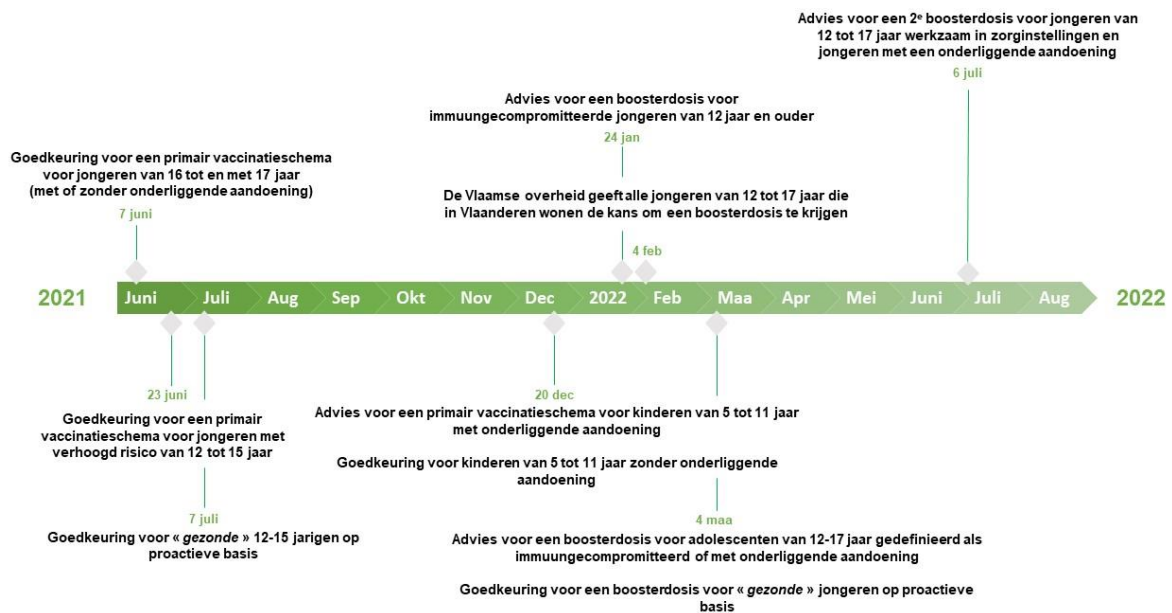 Advies voor een 2e boosterdosis voor jongeren van
12 tot 17 jaar werkzaam in zorginstellingen en
jongeren met een onderliggende aandoening
6 juli
Advies voor een boosterdosis voor
immuungecompromitteerde jongeren van 12 jaar en ouder
24 jan
Goedkeuring voor een primair vaccinatieschema
voor jongeren van 16 tot en met 17 jaar
(met of zonder onderliggende aandoening)
7 juni
De Vlaamse overheid geeft alle jongeren van 12 tot 17 jaar die
in Vlaanderen wonen de kans om een boosterdosis te krijgen
4 feb
2021 Juni Juli Aug Sep Okt Nov Dec 2022 Feb Maa Apr Mei Juni Juli Aug 2022
23 juni
Goedkeuring voor een primair
vaccinatieschema voor jongeren met
verhoogd risico van 12 tot 15 jaar
7 juli
Goedkeuring voor « gezonde » 12-15 jarigen op
proactieve basis
20 dec
Advies voor een primair vaccinatieschema voor kinderen van 5 tot 11 jaar
met onderliggende aandoening
Goedkeuring voor kinderen van 5 tot 11 jaar zonder onderliggende
aandoening
4 maa
Advies voor een boosterdosis voor adolescenten van 12-17 jaar gedefinieerd als
immuungecompromitteerd of met onderliggende aandoening
Goedkeuring voor een boosterdosis voor « gezonde » jongeren op proactieve
basis